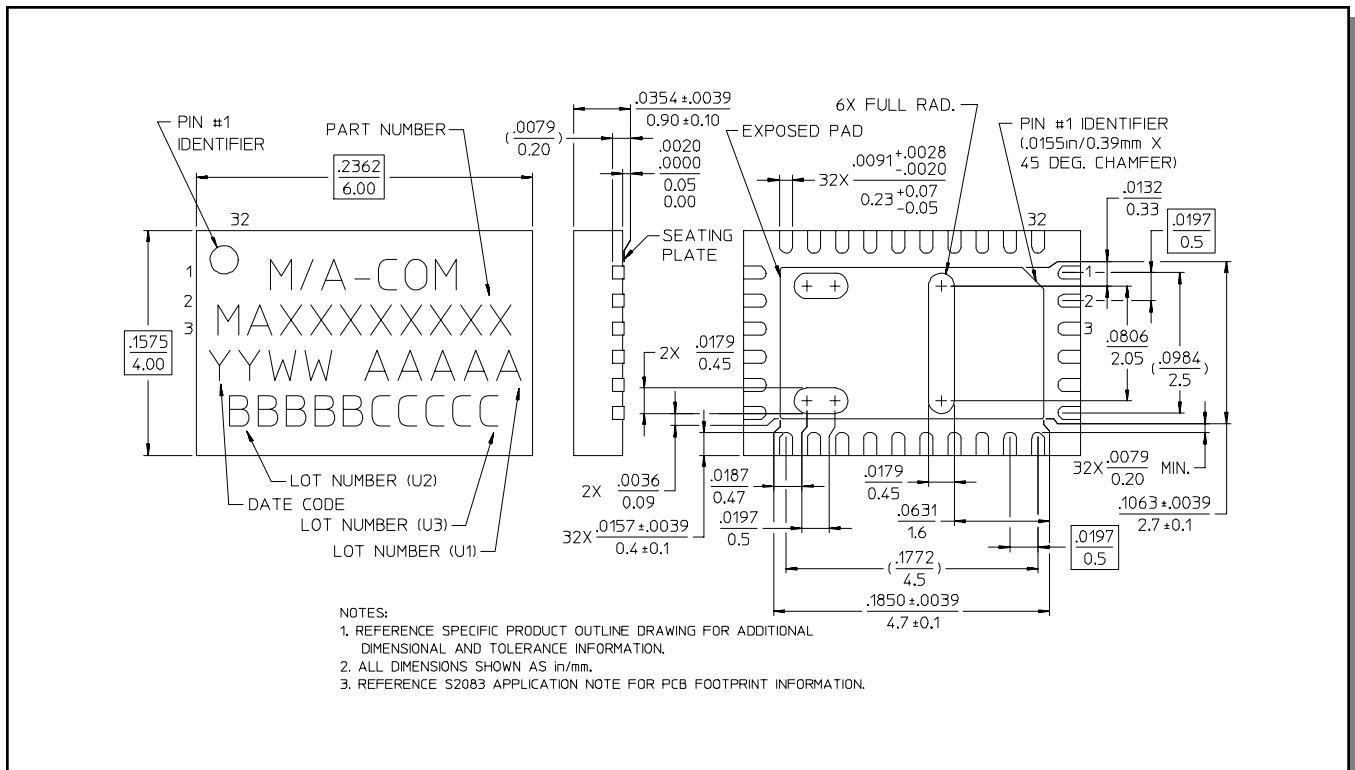 PIN #1
IDENTIFIER
PART NUMBER
.2362
6.00
32
1
2
3
.1575
4.00
M/A-COM
MAXXXXXXXXX
YYWW AAAAA
BBBBBCCCCC
LOT NUMBER (U2)
DATE CODE
LOT NUMBER (U3)
LOT NUMBER (U1)
.0354 ±.0039
0.90 ±0.10
(.0079
0.20)
.0020
.0000
0.05
0.00
SEATING
PLATE
EXPOSED PAD
6X FULL RAD.
32X .0091 +.0028
-.0020
0.23 +0.07
-0.05
PIN #1 IDENTIFIER
(.0155in/0.39mm X
45 DEG. CHAMFER)
32
.0132
0.33
.0197
0.5
1
2
3
.0806
2.05
(.0984
2.5)
2X .0179
0.45
2X .0036
0.09
32X .0157 ±.0039
0.4 ±0.1
.0187
0.47
.0197
0.5
.0179
0.45
.0631
1.6
32X .0079 MIN.
0.20
.1063 ±.0039
2.7 ±0.1
.0197
0.5
(.1772
4.5)
.1850 ±.0039
4.7 ±0.1
NOTES:
1. REFERENCE SPECIFIC PRODUCT OUTLINE DRAWING FOR ADDITIONAL
DIMENSIONAL AND TOLERANCE INFORMATION.
2. ALL DIMENSIONS SHOWN AS in/mm.
3. REFERENCE S2083 APPLICATION NOTE FOR PCB FOOTPRINT INFORMATION.